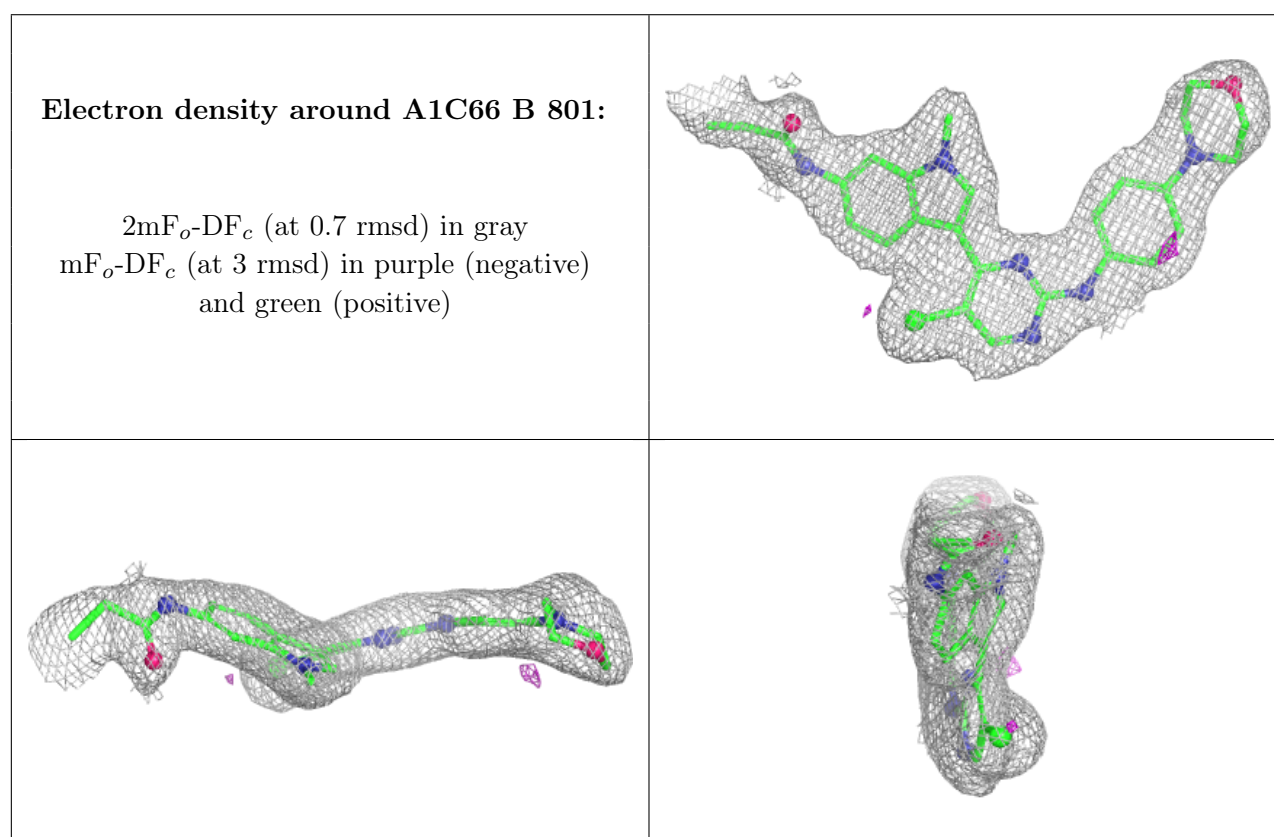 Electron density around A1C66 B 801:
2mFo-DFc (at 0.7 rmsd) in gray
mFo-DFc (at 3 rmsd) in purple (negative)
and green (positive)